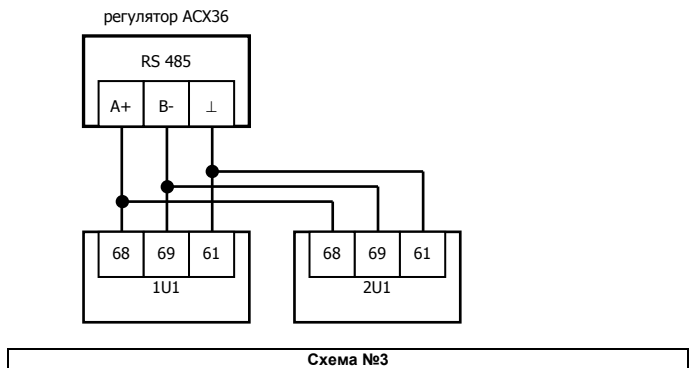 регулятор ACX36
RS 485
A+ B- ⊥
68 69 61 68 69 61
1U1 2U1
Схема №3